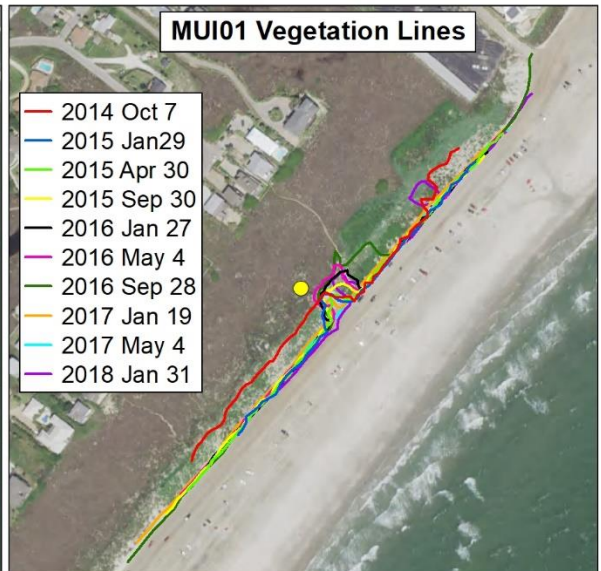 MUI01 Vegetation Lines
2014 Oct 7
2015 Jan29
2015 Apr 30
2015 Sep 30
2016 Jan 27
2016 May 4
2016 Sep 28
2017 Jan 19
2017 May 4
2018 Jan 31